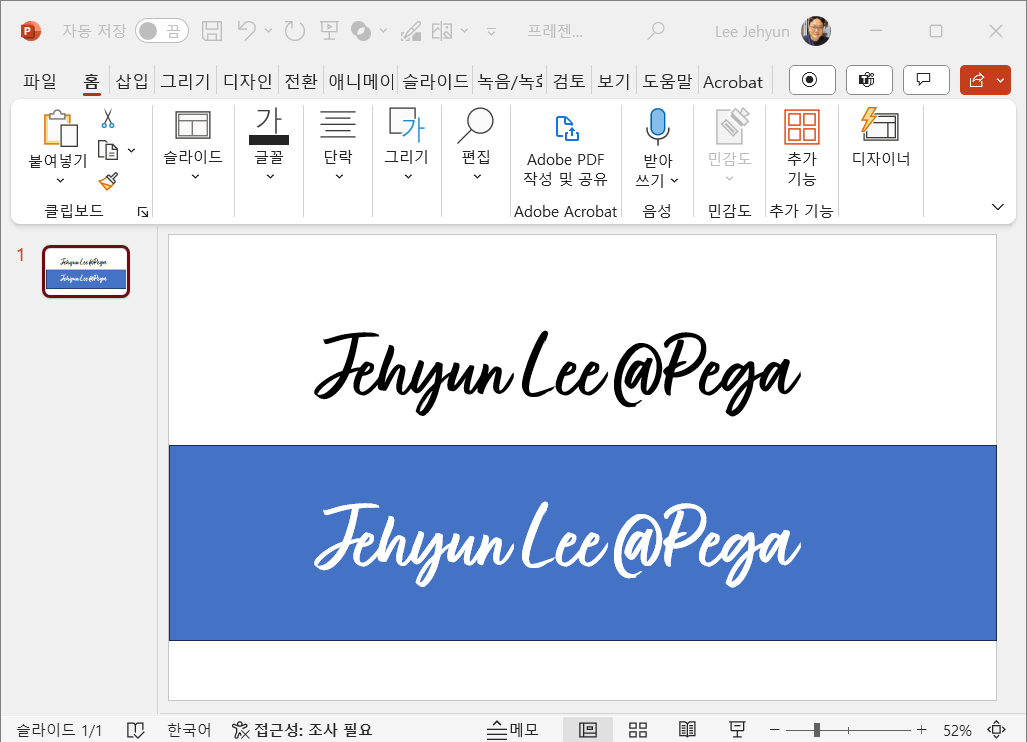 자동 저장 끔 프레젠... Lee Jehyun
파일 홈 삽입 그리기 디자인 전환 애니메이 슬라이드 녹음/녹 검토 보기 도움말 Acrobat
붙여넣기 슬라이드 가 글꼴 단락 가 그리기 편집 Adobe PDF 작성 및 공유 받아쓰기 민감도 추가 기능 디자이너
클립보드 Adobe Acrobat 음성 민감도 추가 기능
1
Jehyun Lee @Pega
Jehyun Lee @Pega
Jehyun Lee @Pega
Jehyun Lee @Pega
슬라이드 1/1 한국어 접근성: 조사 필요 메모 52%